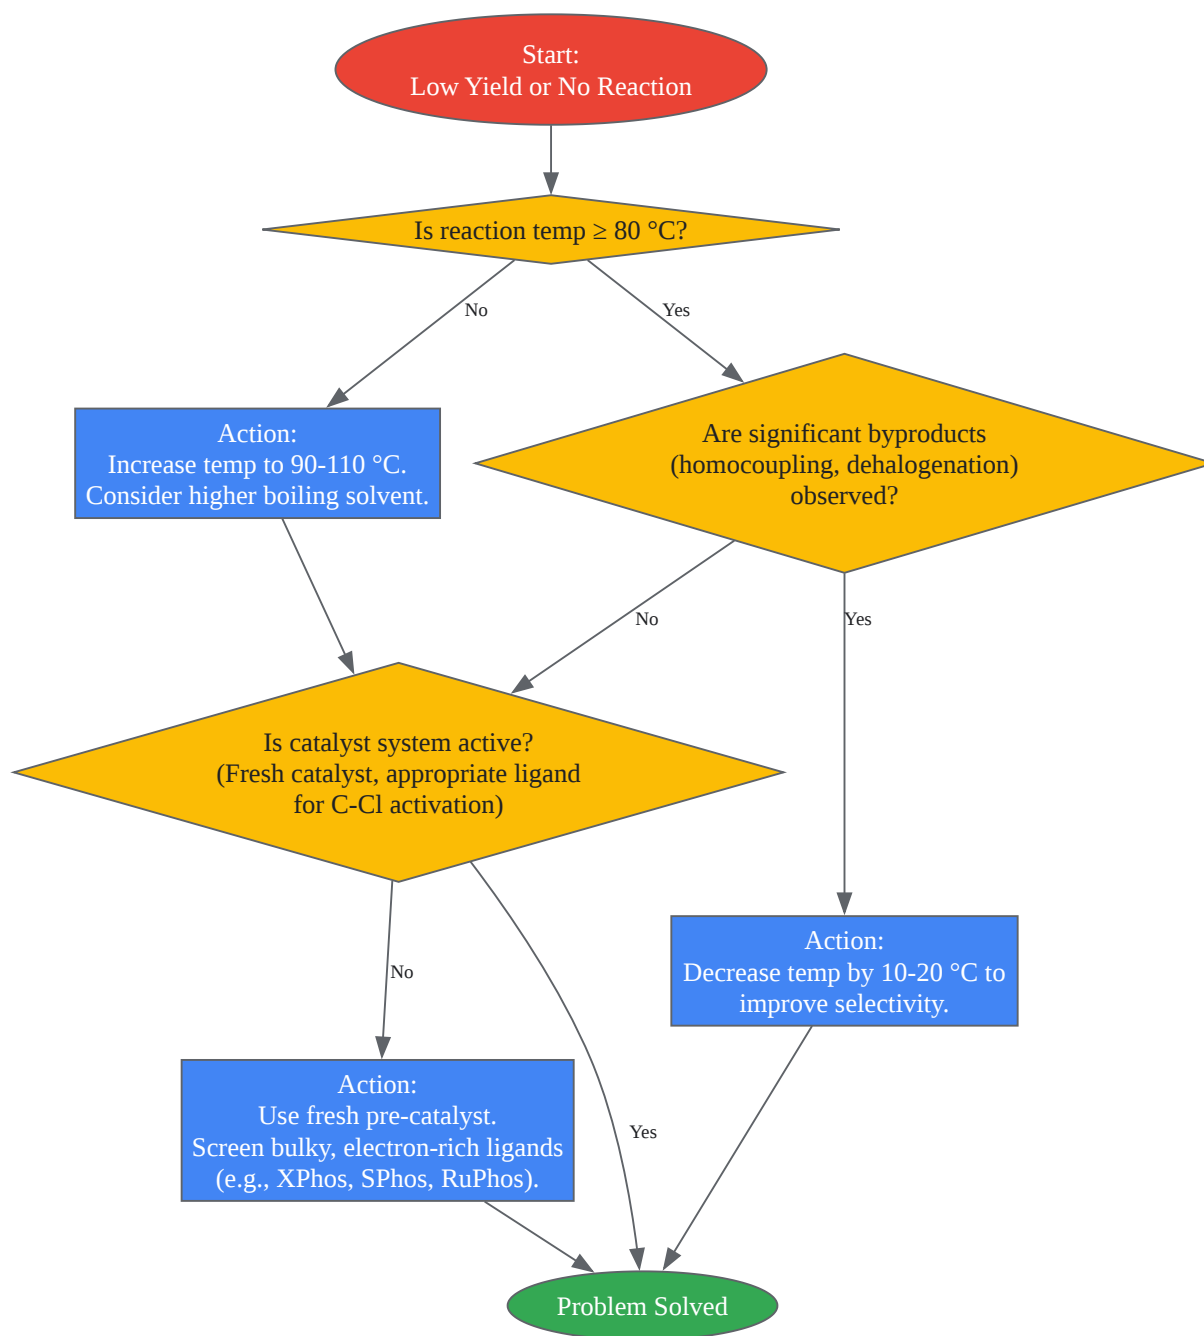 Start:
Low Yield or No Reaction
Is reaction temp ≥ 80 °C?
No
Yes
Action:
Increase temp to 90-110 °C.
Consider higher boiling solvent.
Are significant byproducts
(homocoupling, dehalogenation)
observed?
No
Yes
Is catalyst system active?
(Fresh catalyst, appropriate ligand
for C-Cl activation)
No
Yes
Action:
Decrease temp by 10-20 °C to
improve selectivity.
Action:
Use fresh pre-catalyst.
Screen bulky, electron-rich ligands
(e.g., XPhos, SPhos, RuPhos).
Problem Solved